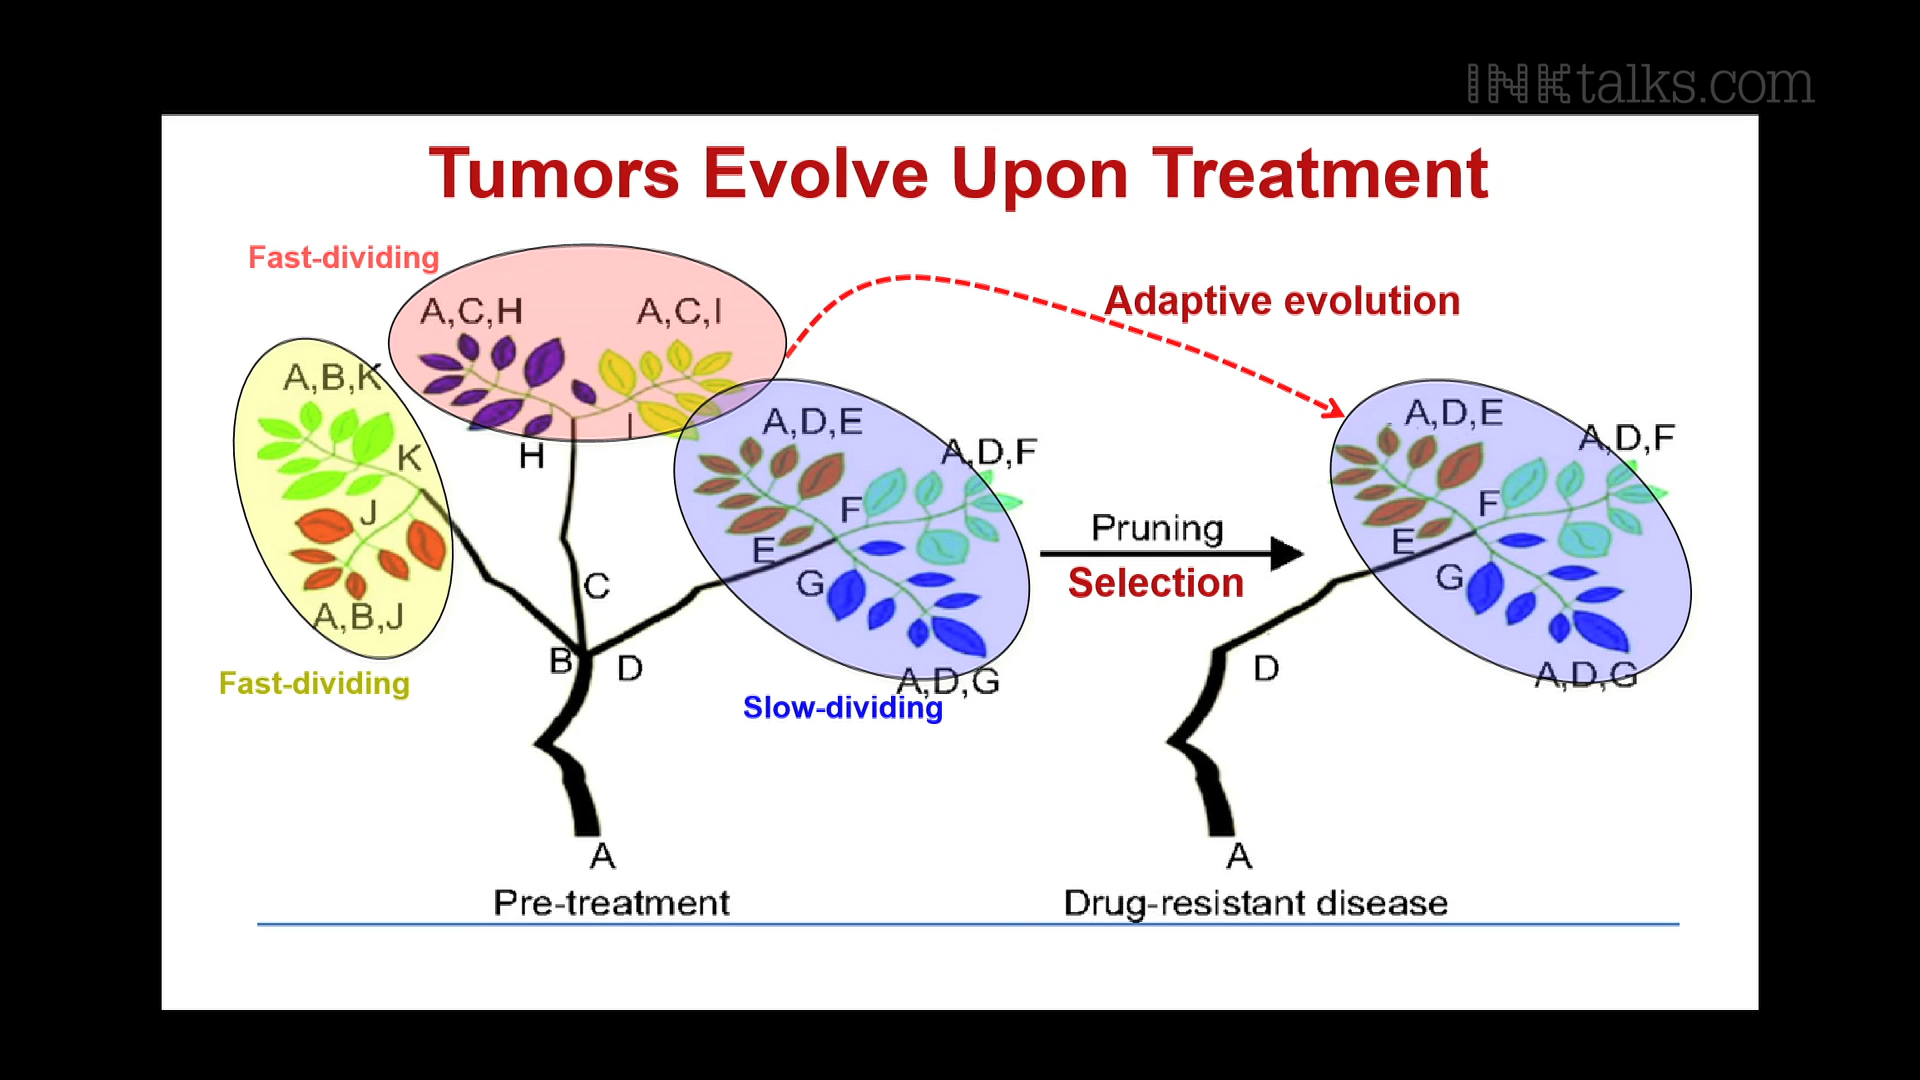 INKtalks.com
Tumors Evolve Upon Treatment
Fast-dividing
A,C,H
A,C,I
Adaptive evolution
A,B,K
A,D,E
A,D,F
A,D,E
A,D,F
K
H
I
J
F
F
E
E
G
G
Pruning
Selection
C
A,B,J
B
D
D
A,D,G
A,D,G
Fast-dividing
Slow-dividing
A
A
Pre-treatment
Drug-resistant disease